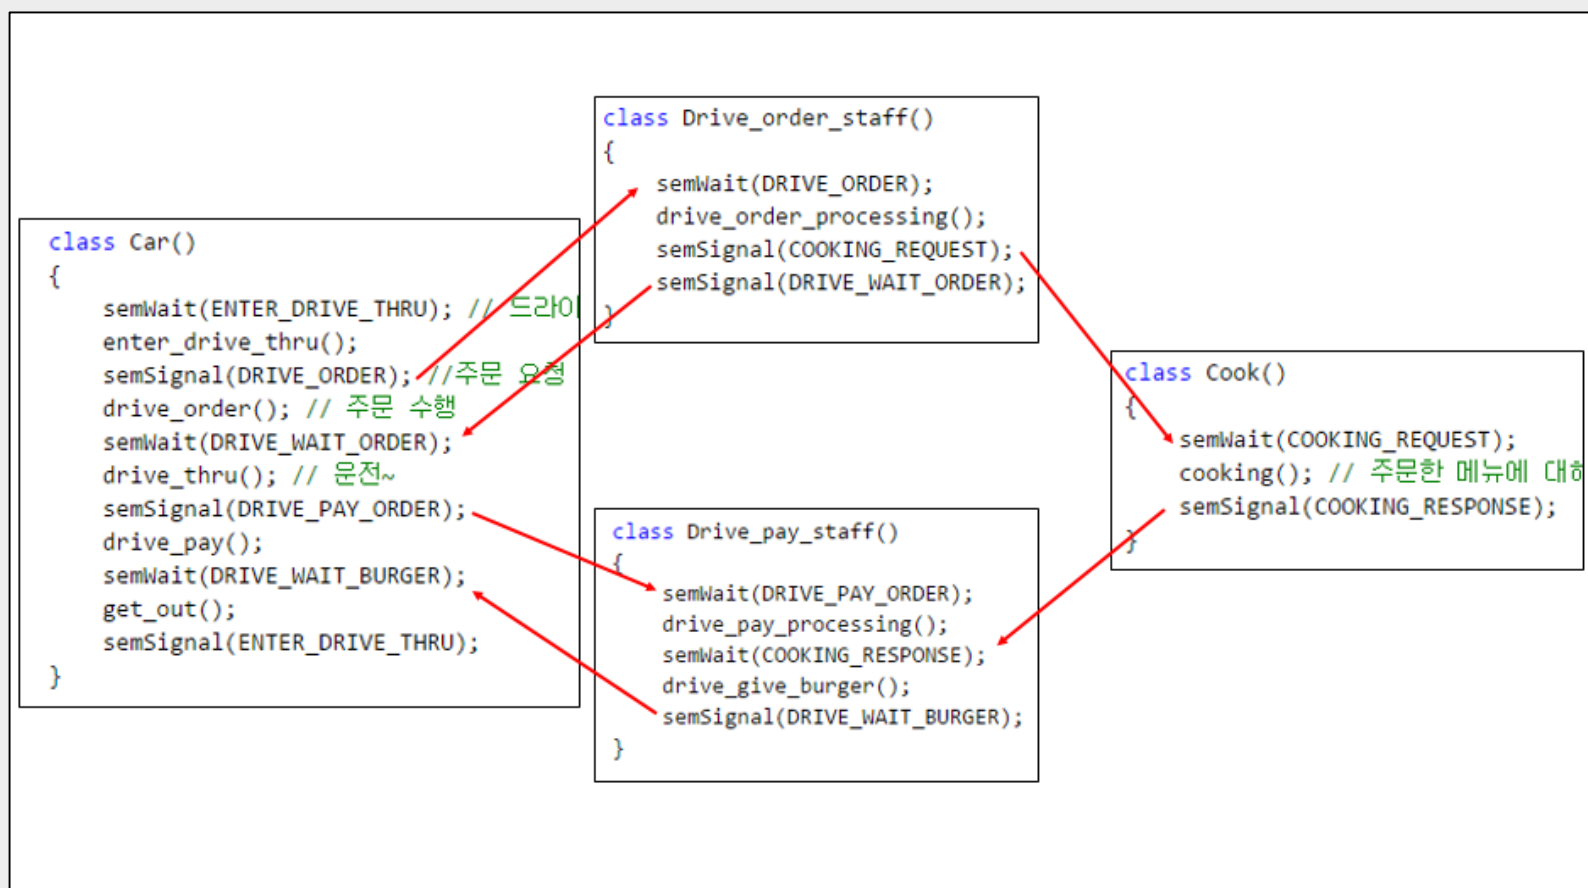 class Car()
{
semWait(ENTER_DRIVE_THRU); // 드라이
enter_drive_thru();
semSignal(DRIVE_ORDER); //주문 요청
drive_order(); // 주문 수행
semWait(DRIVE_WAIT_ORDER);
drive_thru(); // 운전~
semSignal(DRIVE_PAY_ORDER);
drive_pay();
semWait(DRIVE_WAIT_BURGER);
get_out();
semSignal(ENTER_DRIVE_THRU);
}
class Drive_order_staff()
{
semWait(DRIVE_ORDER);
drive_order_processing();
semSignal(COOKING_REQUEST);
semSignal(DRIVE_WAIT_ORDER);
}
class Drive_pay_staff()
{
semWait(DRIVE_PAY_ORDER);
drive_pay_processing();
semWait(COOKING_RESPONSE);
drive_give_burger();
semSignal(DRIVE_WAIT_BURGER);
}
class Cook()
{
semWait(COOKING_REQUEST);
cooking(); // 주문한 메뉴에
semSignal(COOKING_RESPONSE);
}